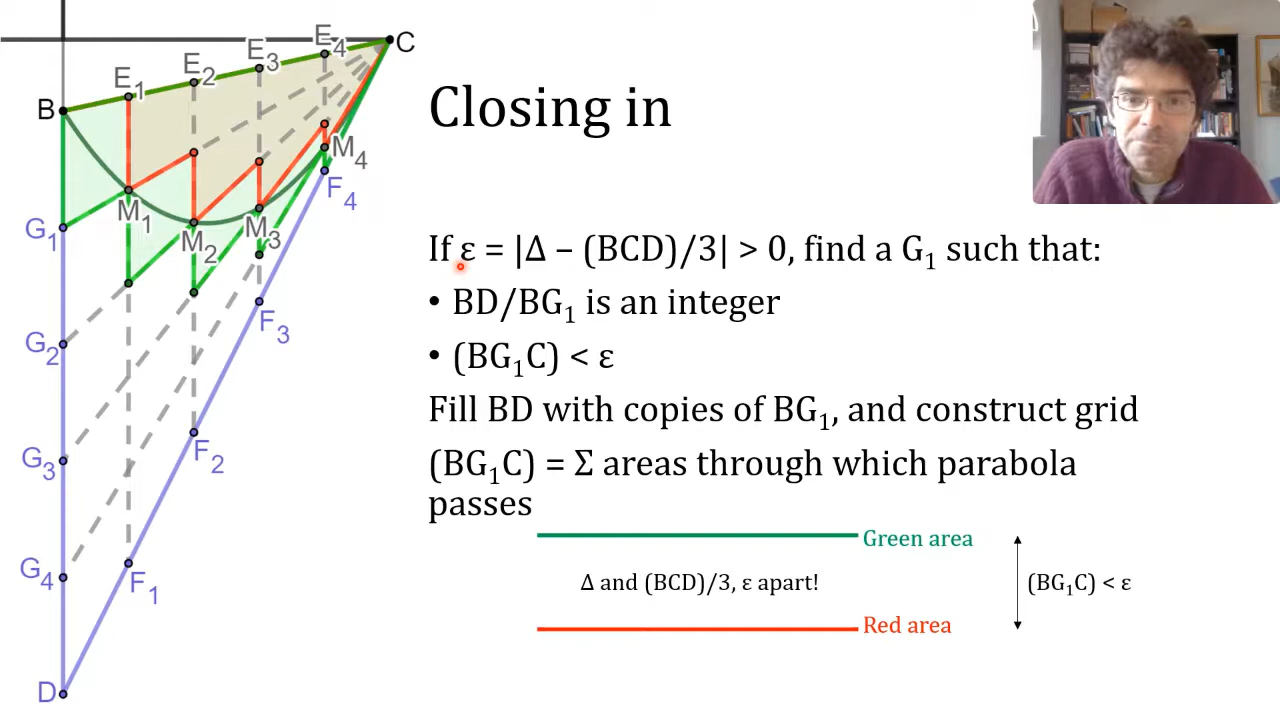 E₄
C
E₃
E₂
E₁
B
M₄
F₄
M₁
G₁
M₂
M₃
F₃
G₂
F₂
G₃
G₄
F₁
D
Closing in
If ε = |Δ − (BCD)/3| > 0, find a G₁ such that:
• BD/BG₁ is an integer
• (BG₁C) < ε
Fill BD with copies of BG₁, and construct grid
(BG₁C) = Σ areas through which parabola
passes
Green area
Δ and (BCD)/3, ε apart!
(BG₁C) < ε
Red area